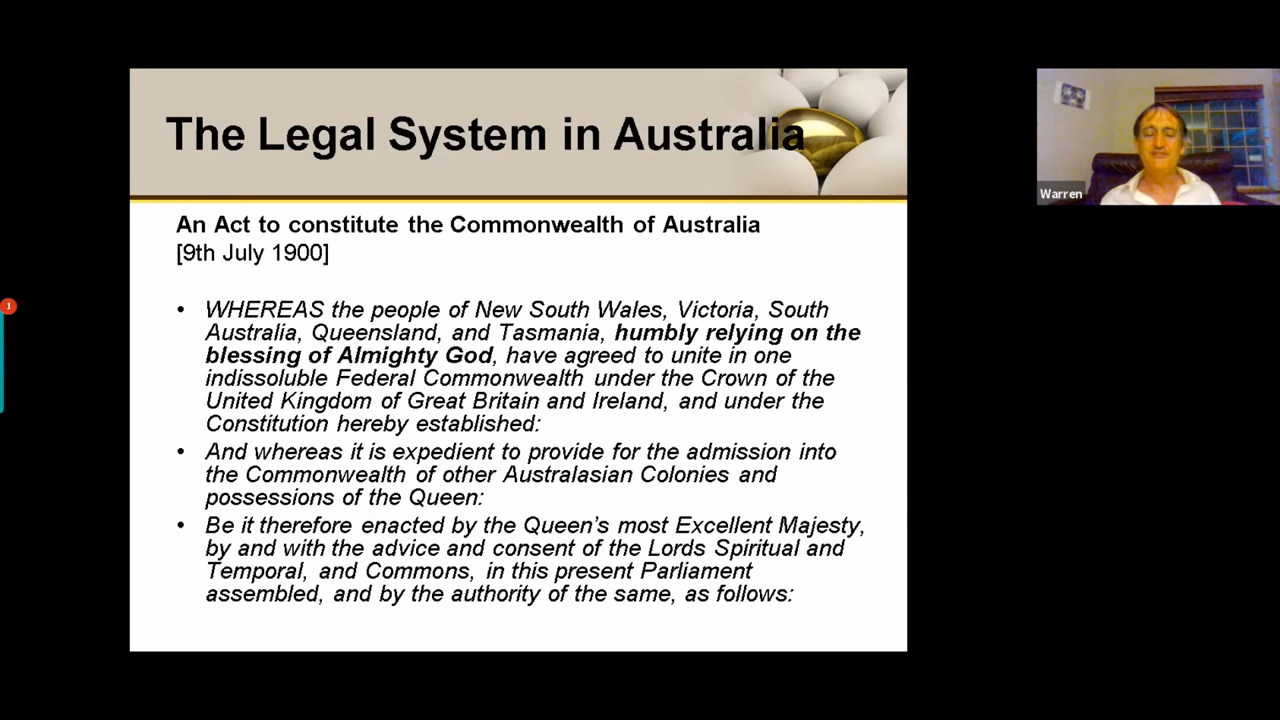 The Legal System in Australia
An Act to constitute the Commonwealth of Australia
[9th July 1900]
• WHEREAS the people of New South Wales, Victoria, South
Australia, Queensland, and Tasmania, humbly relying on the
blessing of Almighty God, have agreed to unite in one
indissoluble Federal Commonwealth under the Crown of the
United Kingdom of Great Britain and Ireland, and under the
Constitution hereby established:
• And whereas it is expedient to provide for the admission into
the Commonwealth of other Australasian Colonies and
possessions of the Queen:
• Be it therefore enacted by the Queen's most Excellent Majesty,
by and with the advice and consent of the Lords Spiritual and
Temporal, and Commons, in this present Parliament
assembled, and by the authority of the same, as follows:
Warren
1